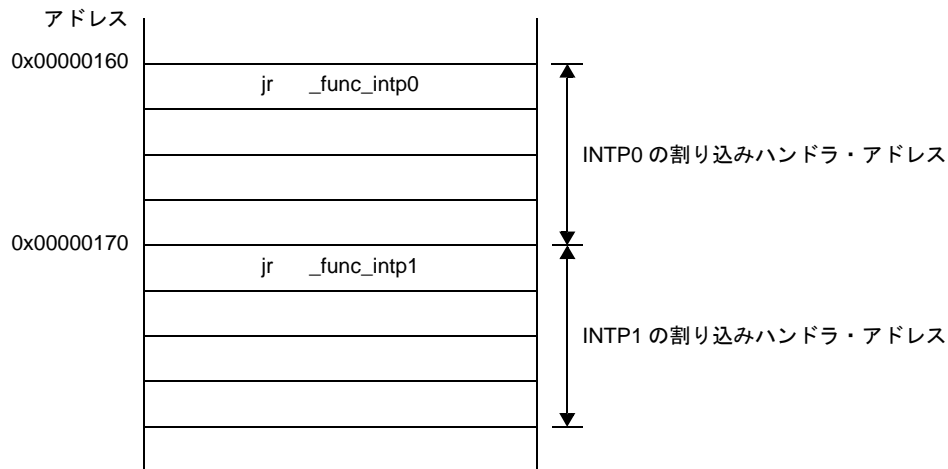 アドレス
0x00000160
jr _func_intp0
INTP0 の割り込みハンドラ・アドレス
0x00000170
jr _func_intp1
INTP1 の割り込みハンドラ・アドレス